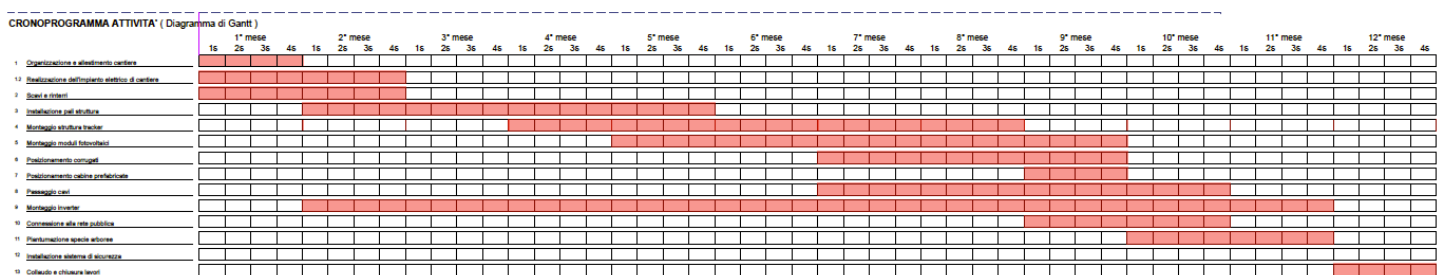 CRONOPROGRAMMA ATTIVITA' ( Diagramma di Gantt )
1° mese 2° mese 3° mese 4° mese 5° mese 6° mese 7° mese 8° mese 9° mese 10° mese 11° mese 12° mese
1s 2s 3s 4s 1s 2s 3s 4s 1s 2s 3s 4s 1s 2s 3s 4s 1s 2s 3s 4s 1s 2s 3s 4s 1s 2s 3s 4s 1s 2s 3s 4s 1s 2s 3s 4s 1s 2s 3s 4s 1s 2s 3s 4s 1s 2s 3s 4s
1 Organizzazione e allestimento cantiere
1.2 Realizzazione dell'impianto elettrico di cantiere
2 Scavi e rinterri
3 Installazione pali struttura
4 Montaggio struttura tracker
5 Montaggio moduli fotovoltaici
6 Posizionamento corrugati
7 Posizionamento cabine prefabricate
8 Passaggio cavi
9 Montaggio inverter
10 Connessione alla rete pubblica
11 Piantumazione specie arboree
12 Installazione sistema di sicurezza
13 Collaudo e chiusura lavori